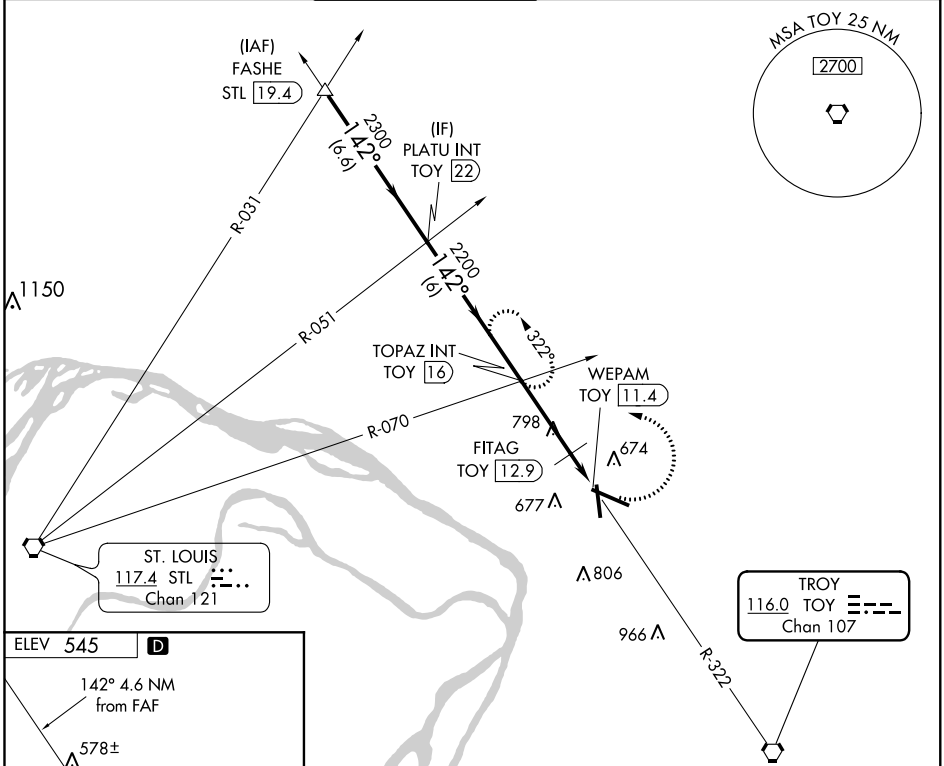 (IAF)
FASHE
STL 19.4
MSA TOY 25 NM
2700
2300
142°
(6.6)
(IF)
PLATU INT
TOY 22
R-031
2200
142°
(6)
1150
R-051
322°
TOPAZ INT
TOY 16
WEPAM
TOY 11.4
R-070
798
FITAG
TOY 12.9
674
677
ST. LOUIS
117.4 STL
Chan 121
806
TROY
116.0 TOY
Chan 107
966
R-322
ELEV 545 D
142° 4.6 NM
from FAF
578±